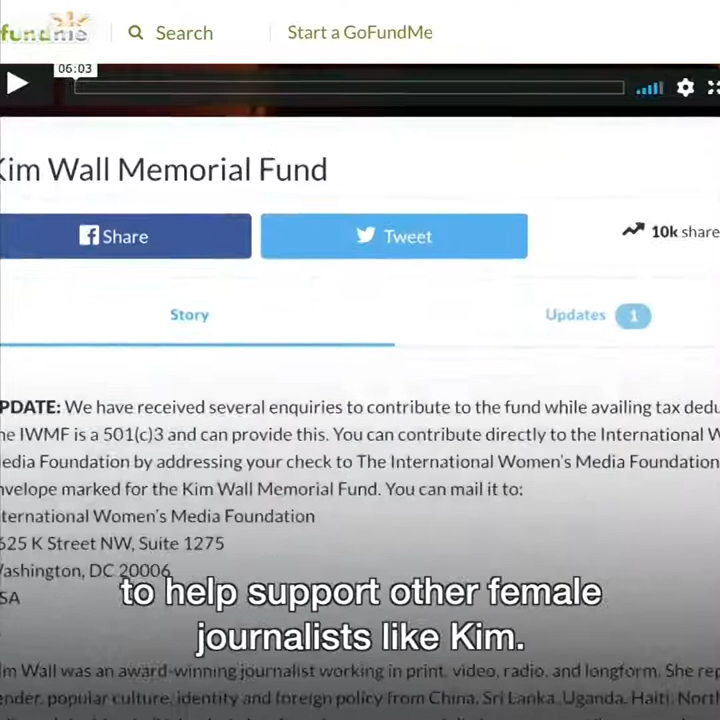 fundme Search Start a GoFundMe
06:03
Kim Wall Memorial Fund
Share Tweet 10k share
Story Updates 1
PDATE: We have received several enquiries to contribute to the fund while availing tax dedu
he IWMF is a 501(c)3 and can provide this. You can contribute directly to the International W
edia Foundation by addressing your check to The International Women's Media Foundation
nvelope marked for the Kim Wall Memorial Fund. You can mail it to:
ternational Women's Media Foundation
625 K Street NW, Suite 1275
ashington, DC 20006
SA
to help support other female
journalists like Kim.
im Wall was an award-winning journalist working in print, video, radio, and longform. She rep
ender, popular culture, identity and foreign policy from China, Sri Lanka, Uganda, Haiti, North